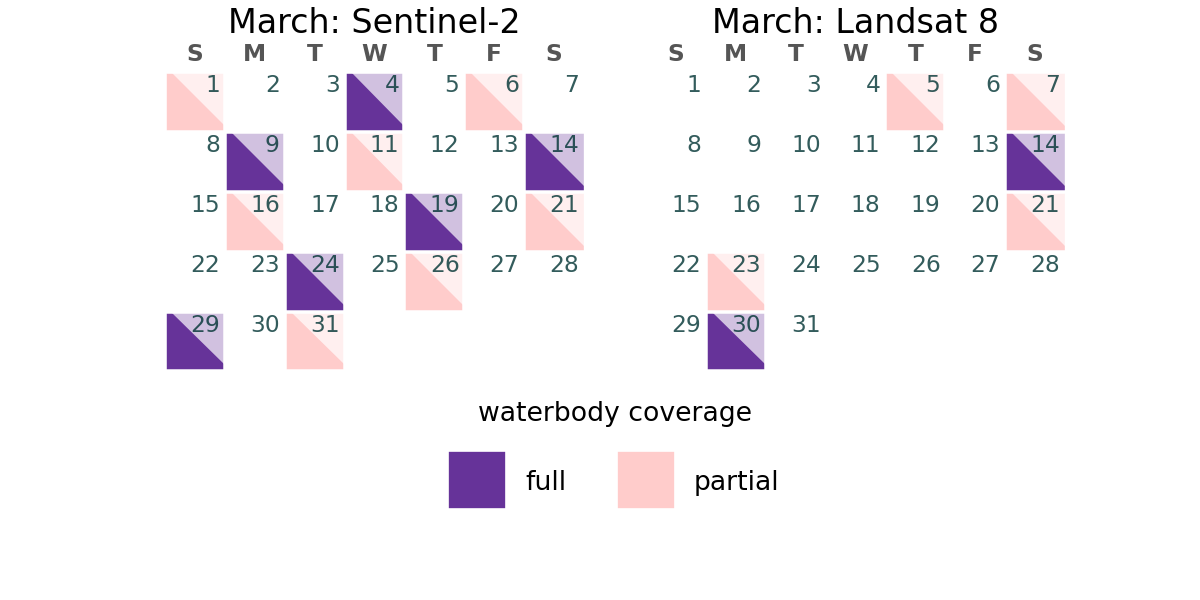 March: Sentinel-2
S M T W T F S
1 2 3 4 5 6 7
8 9 10 11 12 13 14
15 16 17 18 19 20 21
22 23 24 25 26 27 28
29 30 31
March: Landsat 8
S M T W T F S
1 2 3 4 5 6 7
8 9 10 11 12 13 14
15 16 17 18 19 20 21
22 23 24 25 26 27 28
29 30 31
waterbody coverage
full partial